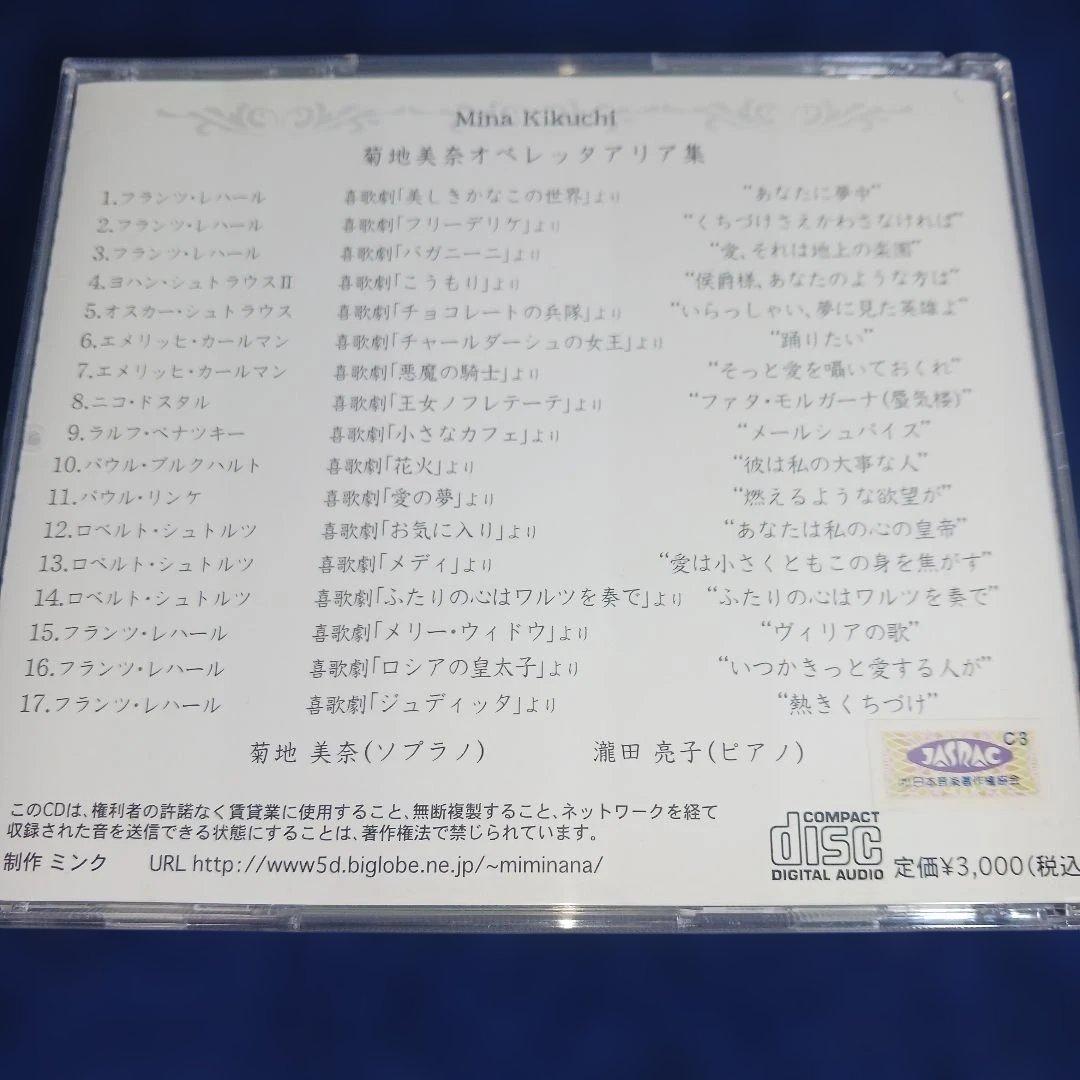 Mina Kikuchi
菊地美奈オペレッタアリア集
1.フランツ・レハール 喜歌劇「美しきかなこの世界」より “あなたに夢中”
2.フランツ・レハール 喜歌劇「フリーデリケ」より “くちづけさえかわさなければ”
3.フランツ・レハール 喜歌劇「パガニーニ」より “愛、それは地上の楽園”
4.ヨハン・シュトラウスⅡ 喜歌劇「こうもり」より “侯爵様、あなたのような方は”
5.オスカー・シュトラウス 喜歌劇「チョコレートの兵隊」より “いらっしゃい、夢に見た英雄よ”
6.エメリッヒ・カールマン 喜歌劇「チャールダーシュの女王」より “踊りたい”
7.エメリッヒ・カールマン 喜歌劇「悪魔の騎士」より “そっと愛を囁いておくれ”
8.ニコ・ドスタル 喜歌劇「王女ノフレテーテ」より “ファタ・モルガーナ(蜃気楼)”
9.ラルフ・ベナツキー 喜歌劇「小さなカフェ」より “メールシュパイズ”
10.パウル・ブルクハルト 喜歌劇「花火」より “彼は私の大事な人”
11.パウル・リンケ 喜歌劇「愛の夢」より “燃えるような欲望が”
12.ロベルト・シュトルツ 喜歌劇「お気に入り」より “あなたは私の心の皇帝”
13.ロベルト・シュトルツ 喜歌劇「メディ」より “愛は小さくともこの身を焦がす”
14.ロベルト・シュトルツ 喜歌劇「ふたりの心はワルツを奏で」より “ふたりの心はワルツを奏で”
15.フランツ・レハール 喜歌劇「メリー・ウィドウ」より “ヴィリアの歌”
16.フランツ・レハール 喜歌劇「ロシアの皇太子」より “いつかきっと愛する人が”
17.フランツ・レハール 喜歌劇「ジュディッタ」より “熱きくちづけ”
菊地 美奈(ソプラノ) 瀧田 亮子(ピアノ)
C3
JASRAC
日本音楽著作権協会
このCDは、権利者の許諾なく賃貸業に使用すること、無断複製すること、ネットワークを経て
収録された音を送信できる状態にすることは、著作権法で禁じられています。
制作 ミンク URL http://www5d.biglobe.ne.jp/~miminana/
COMPACT
disc
DIGITAL AUDIO
定価¥3,000(税込